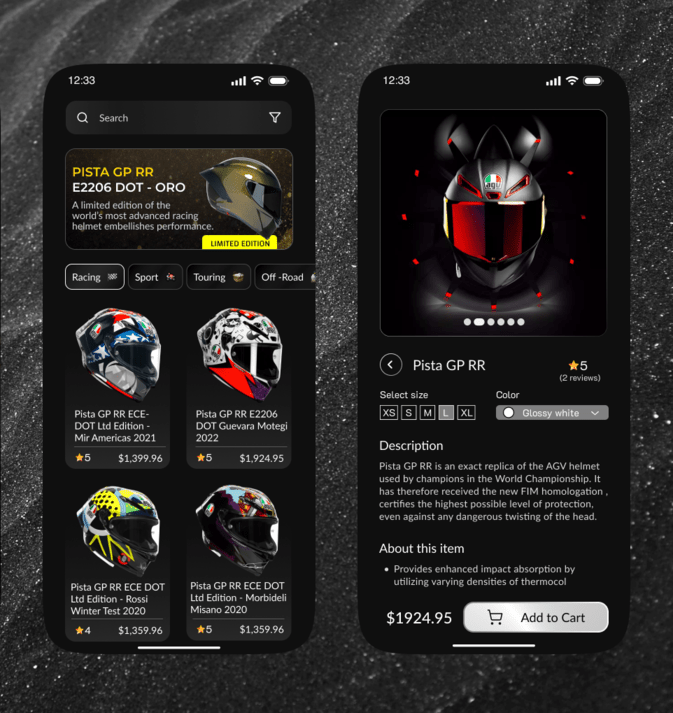 12:33
Search
PISTA GP RR
E2206 DOT - ORO
A limited edition of the
world's most advanced racing
helmet embellishes performance.
LIMITED EDITION
Racing
Sport
Touring
Off -Road
Pista GP RR ECE-
DOT Ltd Edition -
Mir Americas 2021
5 $1,399.96
Pista GP RR E2206
DOT Guevara Motegi
2022
5 $1,924.95
Pista GP RR ECE DOT
Ltd Edition - Rossi
Winter Test 2020
4 $1,359.96
Pista GP RR ECE DOT
Ltd Edition - Morbideli
Misano 2020
5 $1,359.96
12:33
agv
Pista GP RR
5
(2 reviews)
Select size
XS S M L XL
Color
Glossy white
Description
Pista GP RR is an exact replica of the AGV helmet
used by champions in the World Championship. It
has therefore received the new FIM homologation ,
certifies the highest possible level of protection,
even against any dangerous twisting of the head.
About this item
• Provides enhanced impact absorption by
utilizing varying densities of thermocol
$1924.95
Add to Cart